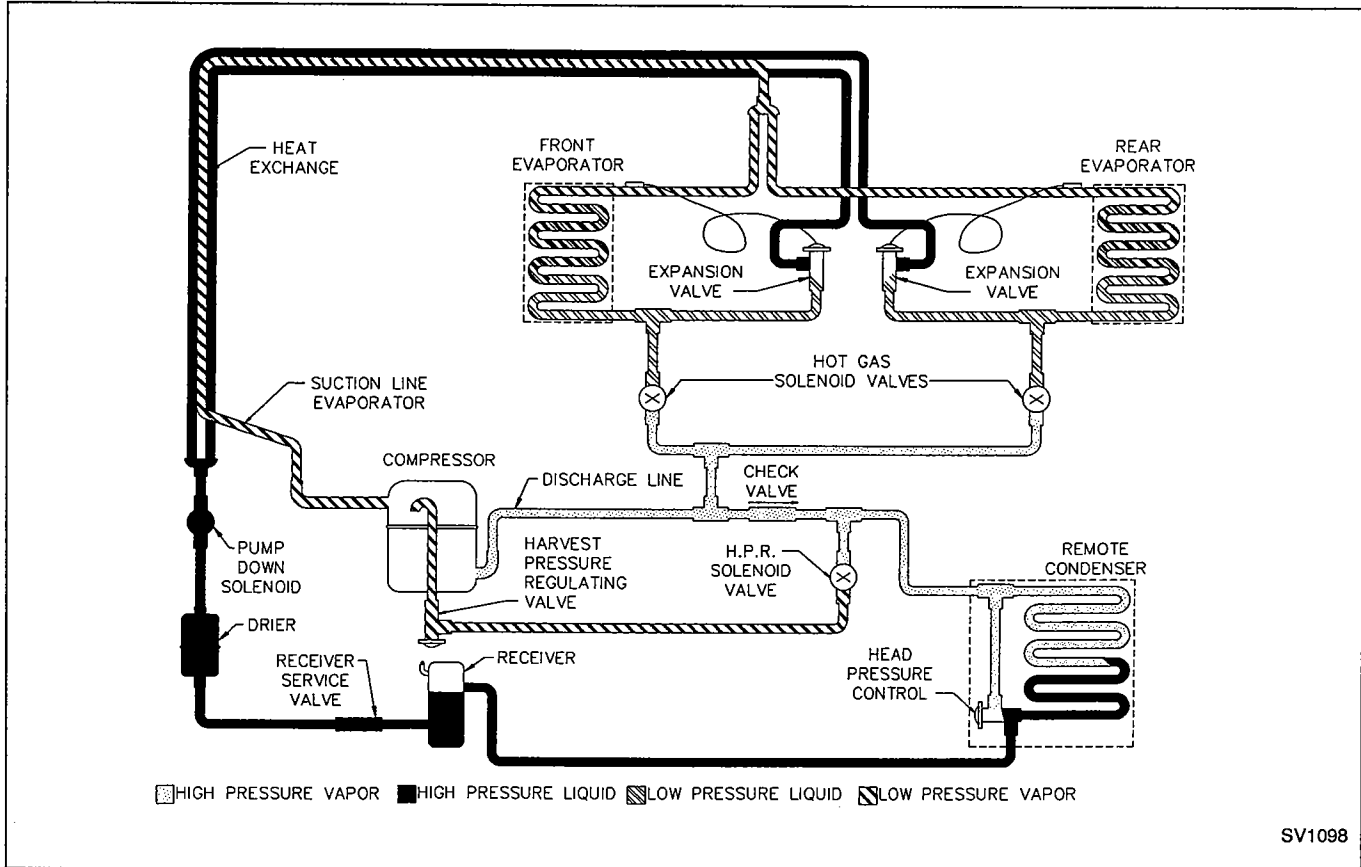 HEAT
EXCHANGE
FRONT
EVAPORATOR
REAR
EVAPORATOR
EXPANSION
VALVE
EXPANSION
VALVE
HOT GAS
SOLENOID VALVES
SUCTION LINE
EVAPORATOR
COMPRESSOR
DISCHARGE LINE
CHECK
VALVE
PUMP
DOWN
SOLENOID
HARVEST
PRESSURE
REGULATING
VALVE
H.P.R.
SOLENOID
VALVE
REMOTE
CONDENSER
DRIER
RECEIVER
SERVICE
VALVE
RECEIVER
HEAD
PRESSURE
CONTROL
HIGH PRESSURE VAPOR HIGH PRESSURE LIQUID LOW PRESSURE LIQUID LOW PRESSURE VAPOR
SV1098